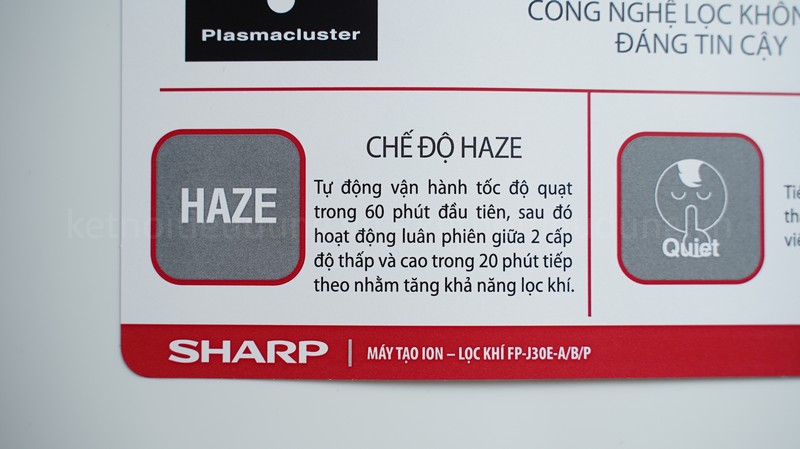 Plasmacluster
CÔNG NGHỆ LỌC KHÔN
ĐÁNG TIN CẬY
HAZE
CHẾ ĐỘ HAZE
Tự động vận hành tốc độ quạt
trong 60 phút đầu tiên, sau đó
hoạt động luân phiên giữa 2 cấp
độ thấp và cao trong 20 phút tiếp
theo nhằm tăng khả năng lọc khí.
Quiet
SHARP | MÁY TẠO ION – LỌC KHÍ FP-J30E-A/B/P